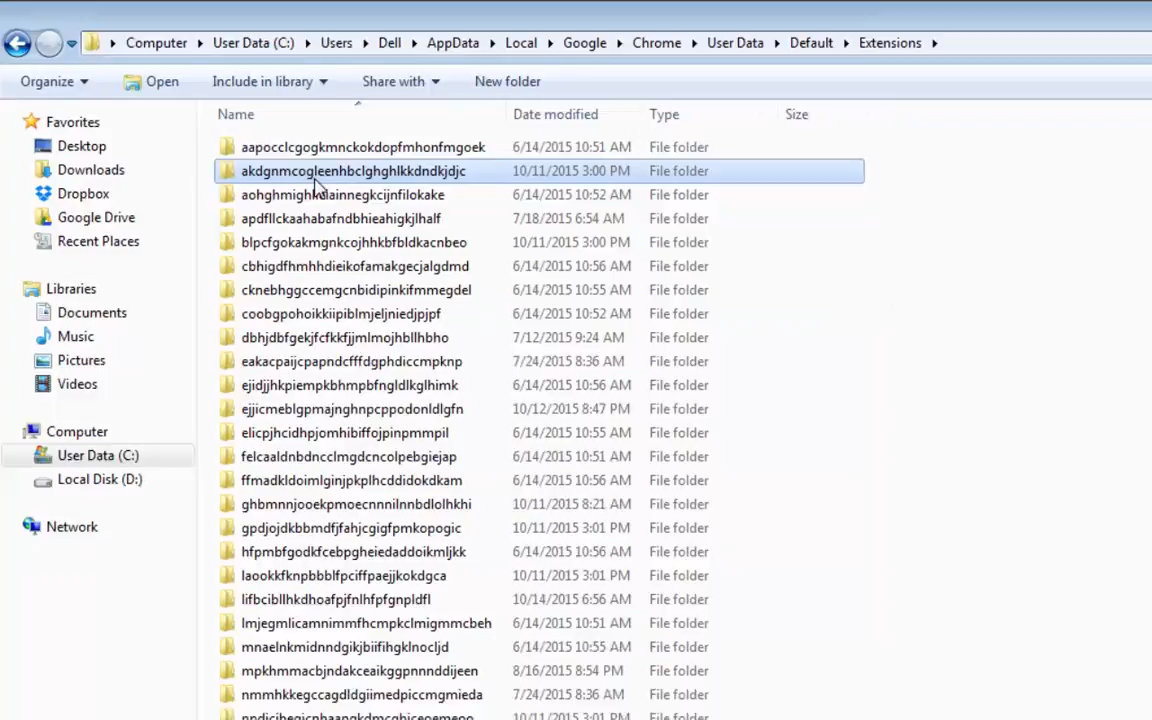 Computer User Data (C:) Users Dell AppData Local Google Chrome User Data Default Extensions
Organize Open Include in library Share with New folder
Name Date modified Type Size
Favorites
Desktop
Downloads
Dropbox
Google Drive
Recent Places
Libraries
Documents
Music
Pictures
Videos
Computer
User Data (C:)
Local Disk (D:)
Network
aapocclcgogkmnckokdopfmhonfmgoek 6/14/2015 10:51 AM File folder
akdgnmcogleenhbclghghlkkdndkjdjc 10/11/2015 3:00 PM File folder
6/14/2015 10:52 AM File folder
apdfllckaahabafndbhieahigkjlhalf 7/18/2015 6:54 AM File folder
blpcfgokakmgnkcojhhkbfbldkacnbeo 10/11/2015 3:00 PM File folder
cbhigdfhmhhdieikofamakgecjalgdmd 6/14/2015 10:56 AM File folder
cknebhggccemgcnbidipinkifmmegdel 6/14/2015 10:55 AM File folder
coobgpohoikkiipiblmjeljniedjpjpf 6/14/2015 10:52 AM File folder
dbhjdbfgekjfcfkkfjjmlmojhbllhbho 7/12/2015 9:24 AM File folder
eakacpaijcpapndcfffdgphdiccmpknp 7/24/2015 8:36 AM File folder
ejidjjhkpiempkbhmpbfngldlkglhimk 6/14/2015 10:56 AM File folder
ejjicmeblgpmajnghnpcppodonldlgfn 10/12/2015 8:47 PM File folder
elicpjhcidhpjomhibiffojpinpmmpil 6/14/2015 10:55 AM File folder
felcaaldnbdncclmgdcncolpebgiejap 6/14/2015 10:51 AM File folder
ffmadkldoimlginjpkplhcddidokdkam 6/14/2015 10:56 AM File folder
ghbmnnjooekpmoecnnnilnnbdlolhkhi 10/11/2015 8:21 AM File folder
gpdjojdkbbmdfjfahjcgigfpmkopogic 10/11/2015 3:01 PM File folder
hfpmbfgodkfcebpgheiedaddoikmljkk 6/14/2015 10:56 AM File folder
laookkfknpbbblfpciffpaejjkokdgca 10/11/2015 3:01 PM File folder
lifbcibllhkdhoafpjfnlhfpfgnpldfl 10/14/2015 6:56 AM File folder
lmjegmlicamnimmfhcmpkclmigmmcbeh 6/14/2015 10:51 AM File folder
mnaelnkmidnndgikjbiifihgklnocljd 6/14/2015 10:55 AM File folder
mpkhmmacbjndakceaikggpnnnddijeen 8/16/2015 8:54 PM File folder
nmmhkkegccagdldgiimedpiccmgmieda 7/24/2015 8:36 AM File folder
10/11/2015 3:01 PM File folder